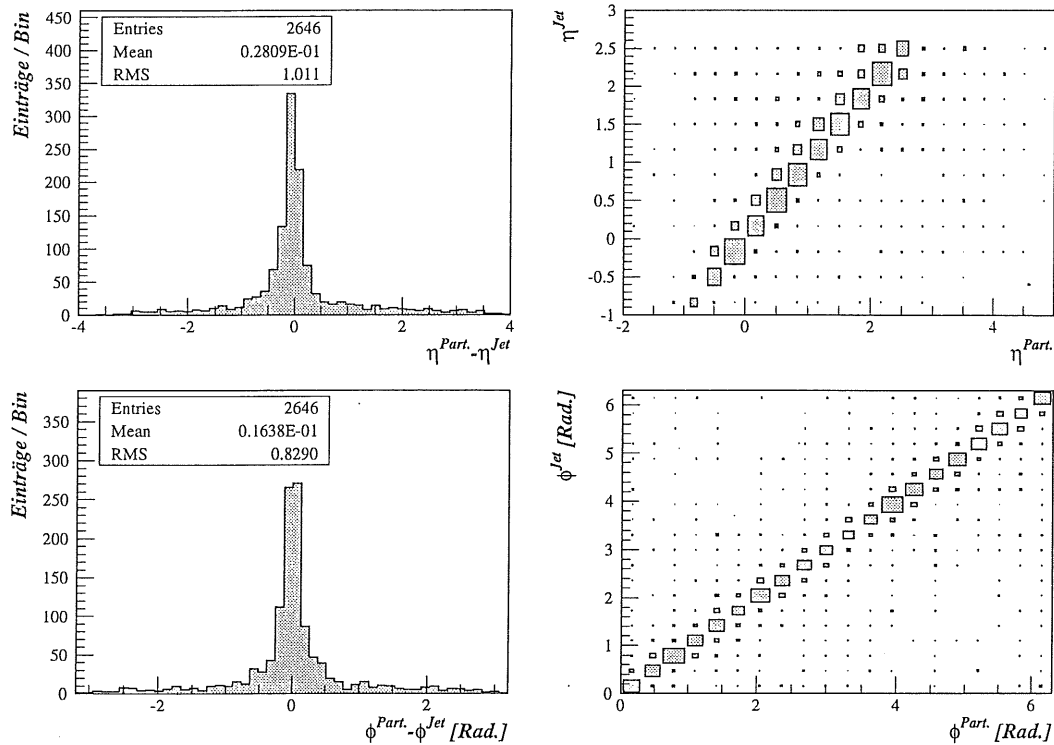 Einträge / Bin
450
400
350
300
250
200
150
100
50
0
Entries 2646
Mean 0.2809E-01
RMS 1.011
-4 -2 0 2 4
η^Part.-η^Jet
η^Jet
3
2.5
2
1.5
1
0.5
0
-0.5
-1
-2 0 2 4
η^Part.
Einträge / Bin
350
300
250
200
150
100
50
0
Entries 2646
Mean 0.1638E-01
RMS 0.8290
-2 0 2
ϕ^Part.-ϕ^Jet [Rad.]
ϕ^Jet [Rad.]
6
5
4
3
2
1
0
0 2 4 6
ϕ^Part. [Rad.]